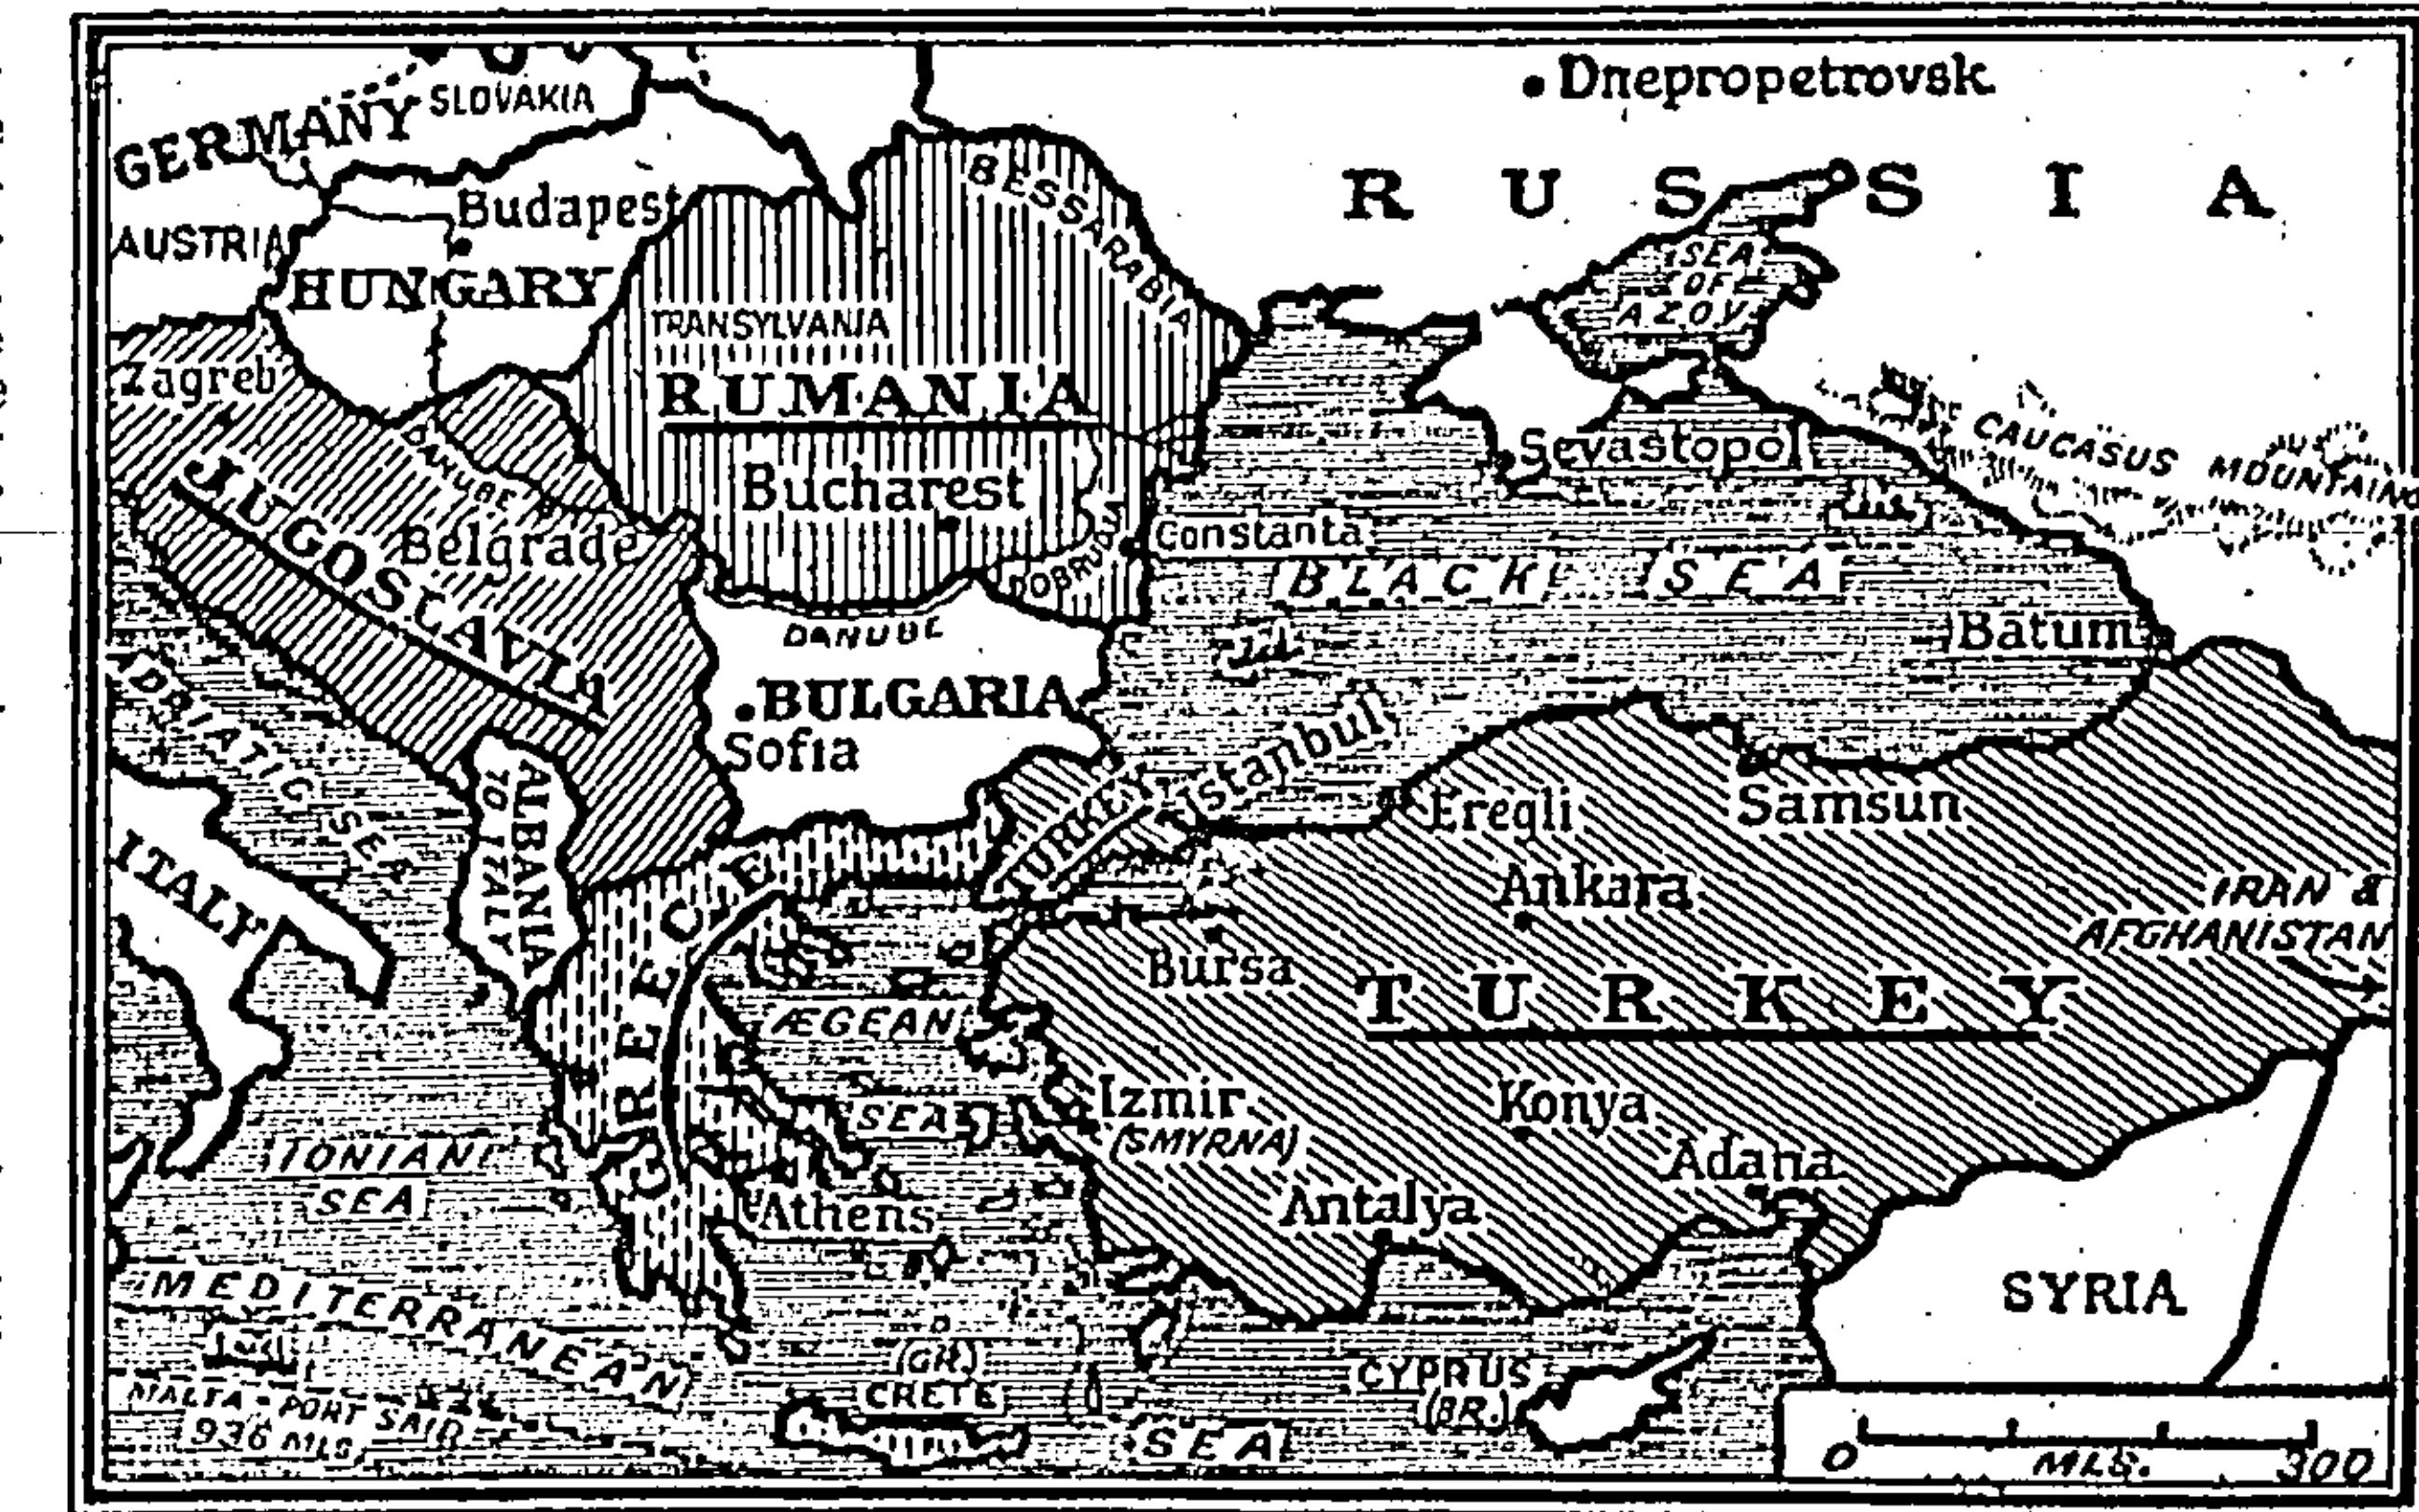 Dnepropetrovsk
SLOVAKIA
GERMANY
BESSARABIA
RUSSIA
Budapest
AUSTRIA
HUNGARY
SEA
OF
AZOV
TRANSYLVANIA
Zagreb
RUMANIA
CAUCASUS MOUNTAINS
Sevastopol
DANUBE
JUGOSLAVIA
Bucharest
Belgrade
Constanta
DOBRUDJA
BLACK SEA
DANUBE
Batum
ADRIATIC SEA
BULGARIA
Sofia
Istanbul
TURKEY
ALBANIA
TO ITALY
Eregli
Samsun
ITALY
GREECE
Ankara
IRAN &
AFGHANISTAN
Bursa
TURKEY
ÆGEAN
SEA
Izmir
(SMYRNA)
Konya
IONIAN
SEA
Adana
Athens
Antalya
SYRIA
MEDITERRANEAN
SEA
(GR.)
CRETE
CYPRUS
(BR.)
MALTA - PORT SAID
936 MLS
0 MLS. 300